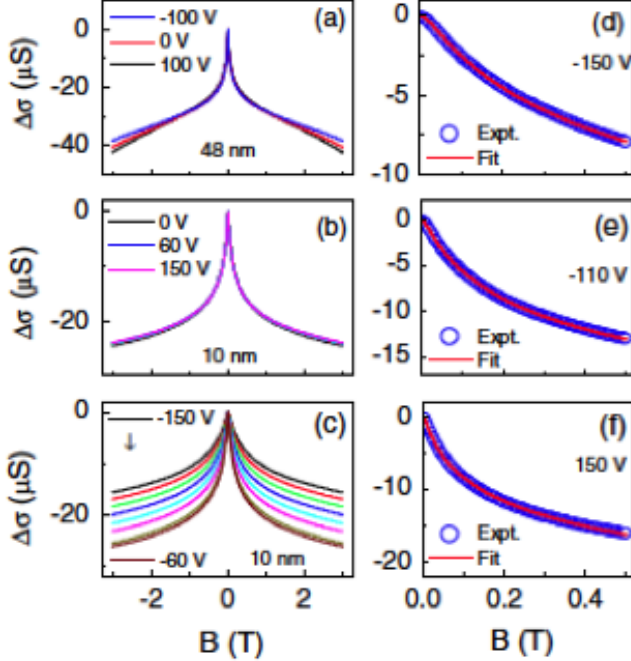 -100 V
0 V
100 V
(a)
48 nm
Δσ (μS)
0
-20
-40
(d)
-150 V
Expt.
Fit
0
-5
-10
0 V
60 V
150 V
(b)
10 nm
Δσ (μS)
0
-20
(e)
-110 V
Expt.
Fit
0
-5
-10
-15
-150 V
↓
(c)
-60 V
10 nm
Δσ (μS)
0
-20
-2 0 2
B (T)
(f)
150 V
Expt.
Fit
0
-10
-20
0.0 0.2 0.4
B (T)